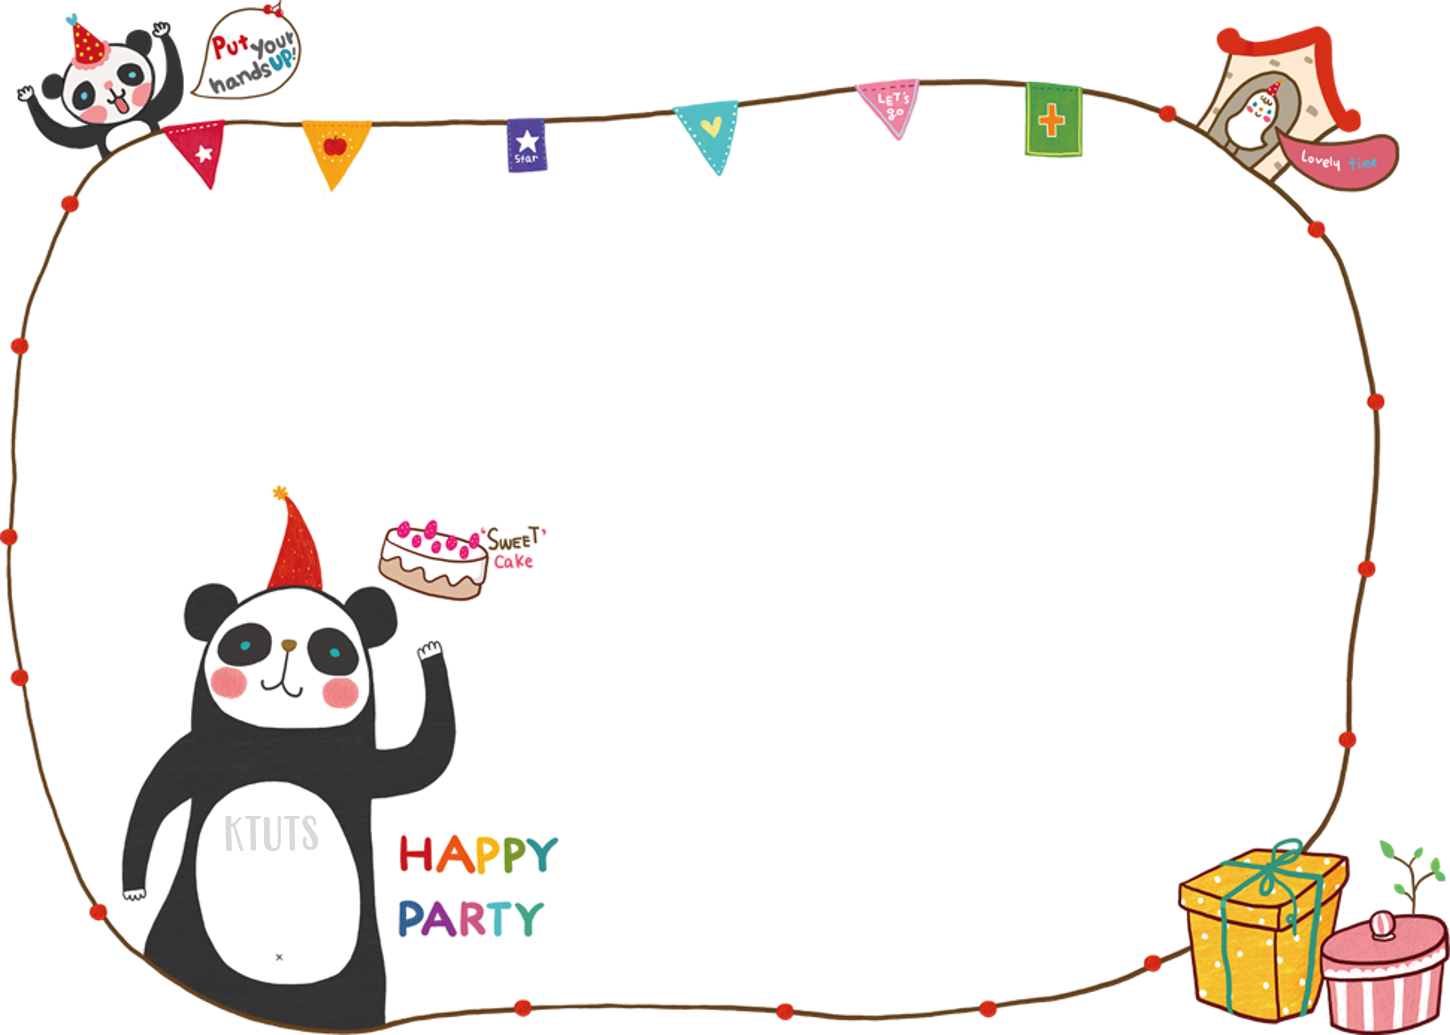 Put your
hands UP!
Star
LET's
go
Lovely time
'SWEET'
Cake
KTUTS
HAPPY
PARTY